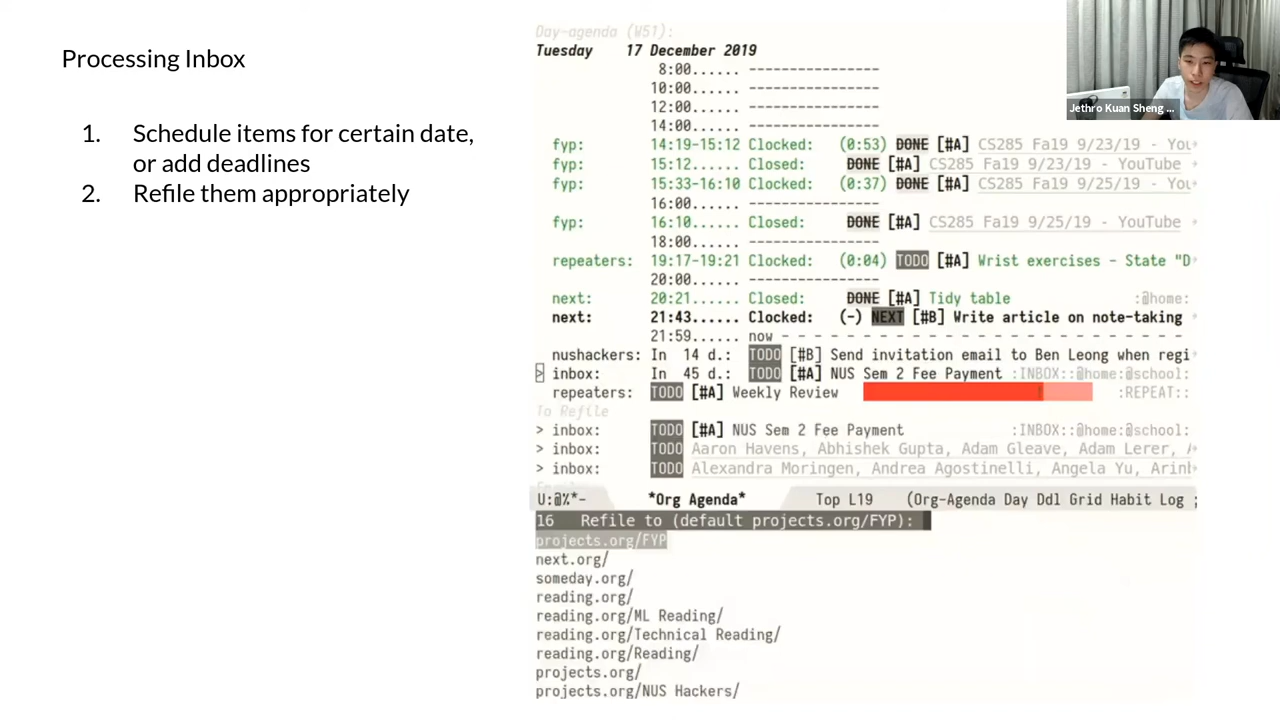 Processing Inbox
1. Schedule items for certain date,
or add deadlines
2. Refile them appropriately
Day-agenda (W51):
Tuesday 17 December 2019
8:00...... ----------------
10:00...... ----------------
12:00...... ----------------
14:00...... ----------------
fyp: 14:19-15:12 Clocked: (0:53) DONE [#A] CS285 Fa19 9/23/19 - You
fyp: 15:12...... Closed: DONE [#A] CS285 Fa19 9/23/19 - YouTube
fyp: 15:33-16:10 Clocked: (0:37) DONE [#A] CS285 Fa19 9/25/19 - You
16:00...... ----------------
fyp: 16:10...... Closed: DONE [#A] CS285 Fa19 9/25/19 - YouTube
18:00...... ----------------
repeaters: 19:17-19:21 Clocked: (0:04) TODO [#A] Wrist exercises - State "D
20:00...... ----------------
next: 20:21...... Closed: DONE [#A] Tidy table :@home:
next: 21:43...... Clocked: (-) NEXT [#B] Write article on note-taking
21:59...... now - - - - - - - - - - - - - - - - - - - - - - - - -
nushackers: In 14 d.: TODO [#B] Send invitation email to Ben Leong when regi
> inbox: In 45 d.: TODO [#A] NUS Sem 2 Fee Payment :INBOX::@home:@school:
repeaters: TODO [#A] Weekly Review :REPEAT::
To Refile
> inbox: TODO [#A] NUS Sem 2 Fee Payment :INBOX::@home:@school:
> inbox: TODO Aaron Havens, Abhishek Gupta, Adam Gleave, Adam Lerer,
> inbox: TODO Alexandra Moringen, Andrea Agostinelli, Angela Yu, Arin
U:@%*- *Org Agenda* Top L19 (Org-Agenda Day Ddl Grid Habit Log ;
16 Refile to (default projects.org/FYP):
projects.org/FYP
next.org/
someday.org/
reading.org/
reading.org/ML Reading/
reading.org/Technical Reading/
reading.org/Reading/
projects.org/
projects.org/NUS Hackers/
Jethro Kuan Sheng ...